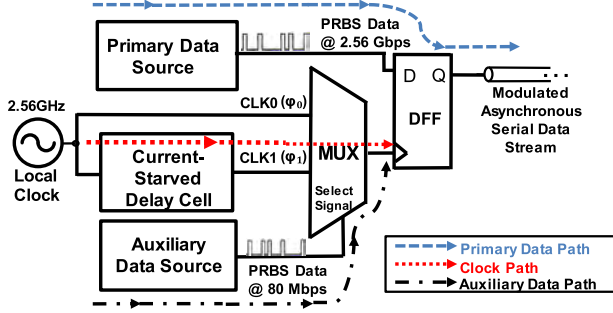 PRBS Data
@ 2.56 Gbps
Primary Data
Source
D Q
DFF
Modulated
Asynchronous
Serial Data
Stream
2.56GHz
Local
Clock
CLK0 (φ₀)
CLK1 (φ₁)
Current-
Starved
Delay Cell
MUX
Select
Signal
Auxiliary
Data Source
PRBS Data
@ 80 Mbps
Primary Data Path
Clock Path
Auxiliary Data Path